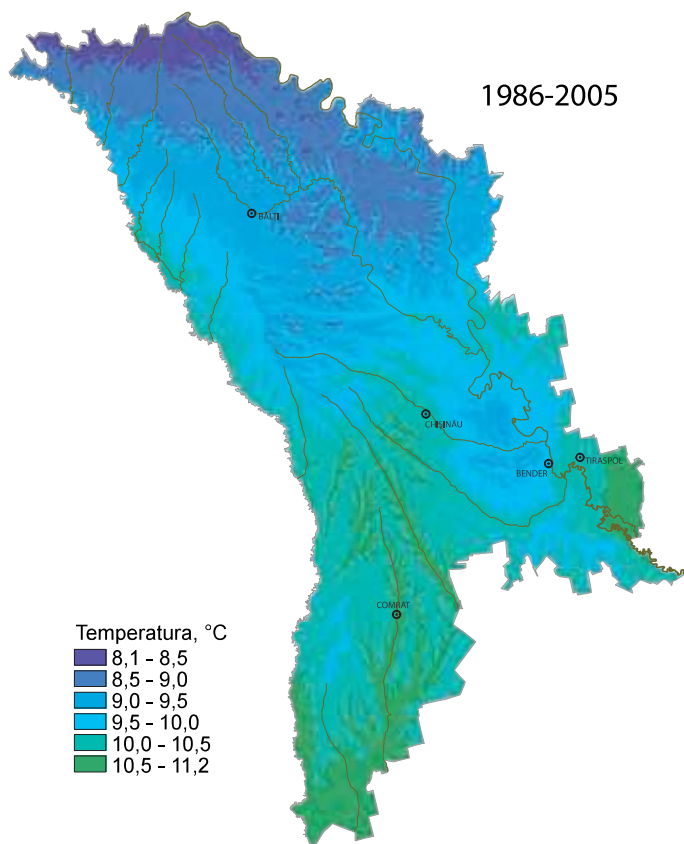 1986-2005
BĂLȚI
CHIȘINĂU
TIRASPOL
BENDER
COMRAT
Temperatura, °C
8,1 - 8,5
8,5 - 9,0
9,0 - 9,5
9,5 - 10,0
10,0 - 10,5
10,5 - 11,2